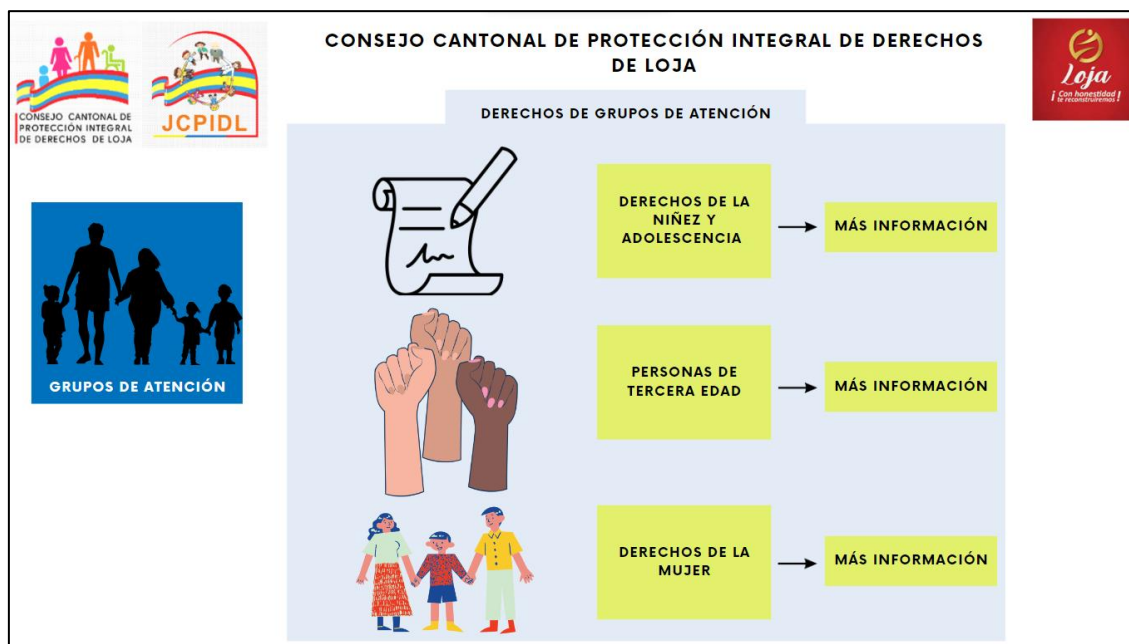 CONSEJO CANTONAL DE
PROTECCIÓN INTEGRAL
DE DERECHOS DE LOJA
JCPIDL
CONSEJO CANTONAL DE PROTECCIÓN INTEGRAL DE DERECHOS
DE LOJA
Loja
¡ Con honestidad
te reconstruiremos !
DERECHOS DE GRUPOS DE ATENCIÓN
GRUPOS DE ATENCIÓN
DERECHOS DE LA
NIÑEZ Y
ADOLESCENCIA
MÁS INFORMACIÓN
PERSONAS DE
TERCERA EDAD
MÁS INFORMACIÓN
DERECHOS DE LA
MUJER
MÁS INFORMACIÓN